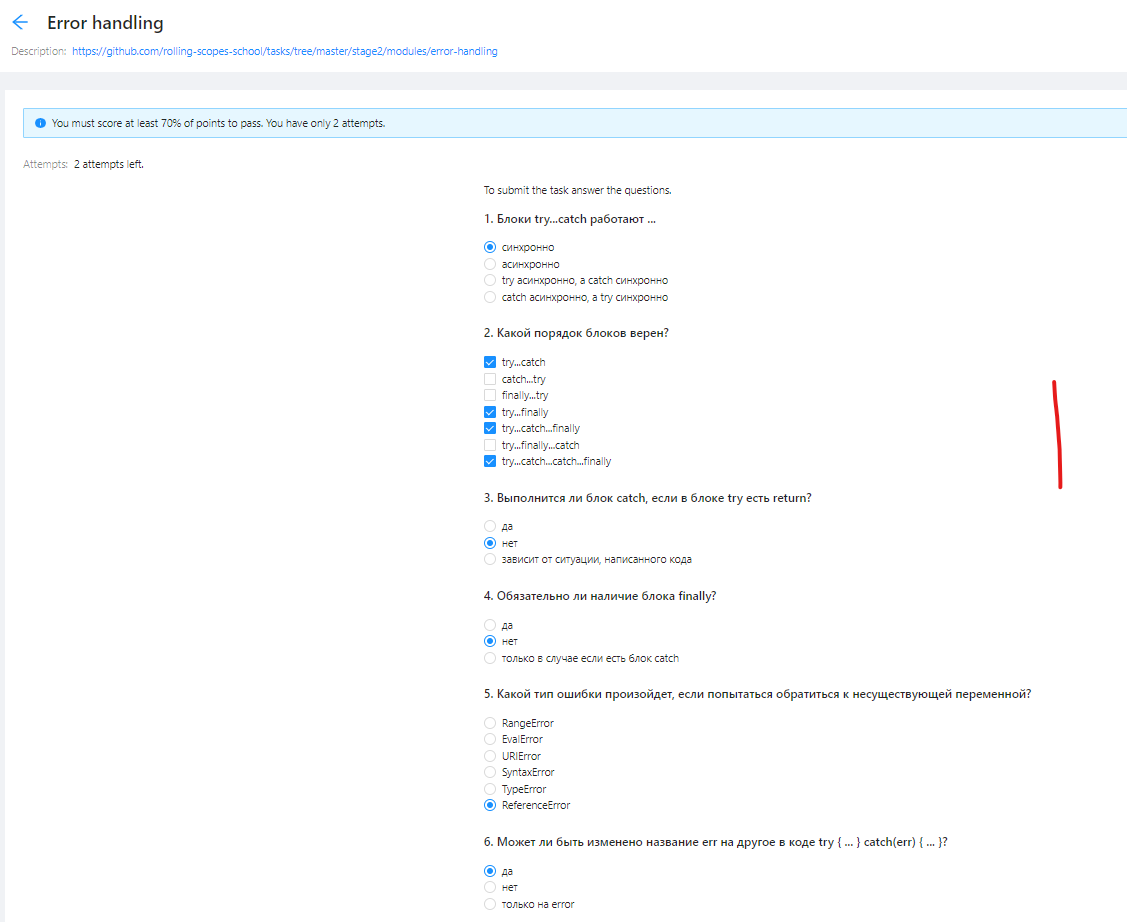 Error handling
Description: https://github.com/rolling-scopes-school/tasks/tree/master/stage2/modules/error-handling
You must score at least 70% of points to pass. You have only 2 attempts.
Attempts: 2 attempts left.
To submit the task answer the questions.
1. Блоки try...catch работают ...
синхронно
асинхронно
try асинхронно, а catch синхронно
catch асинхронно, а try синхронно
2. Какой порядок блоков верен?
try...catch
catch...try
finally...try
try...finally
try...catch...finally
try...finally...catch
try...catch...catch...finally
3. Выполнится ли блок catch, если в блоке try есть return?
да
нет
зависит от ситуации, написанного кода
4. Обязательно ли наличие блока finally?
да
нет
только в случае если есть блок catch
5. Какой тип ошибки произойдет, если попытаться обратиться к несуществующей переменной?
RangeError
EvalError
URIError
SyntaxError
TypeError
ReferenceError
6. Может ли быть изменено название err на другое в коде try { ... } catch(err) { ... }?
да
нет
только на error